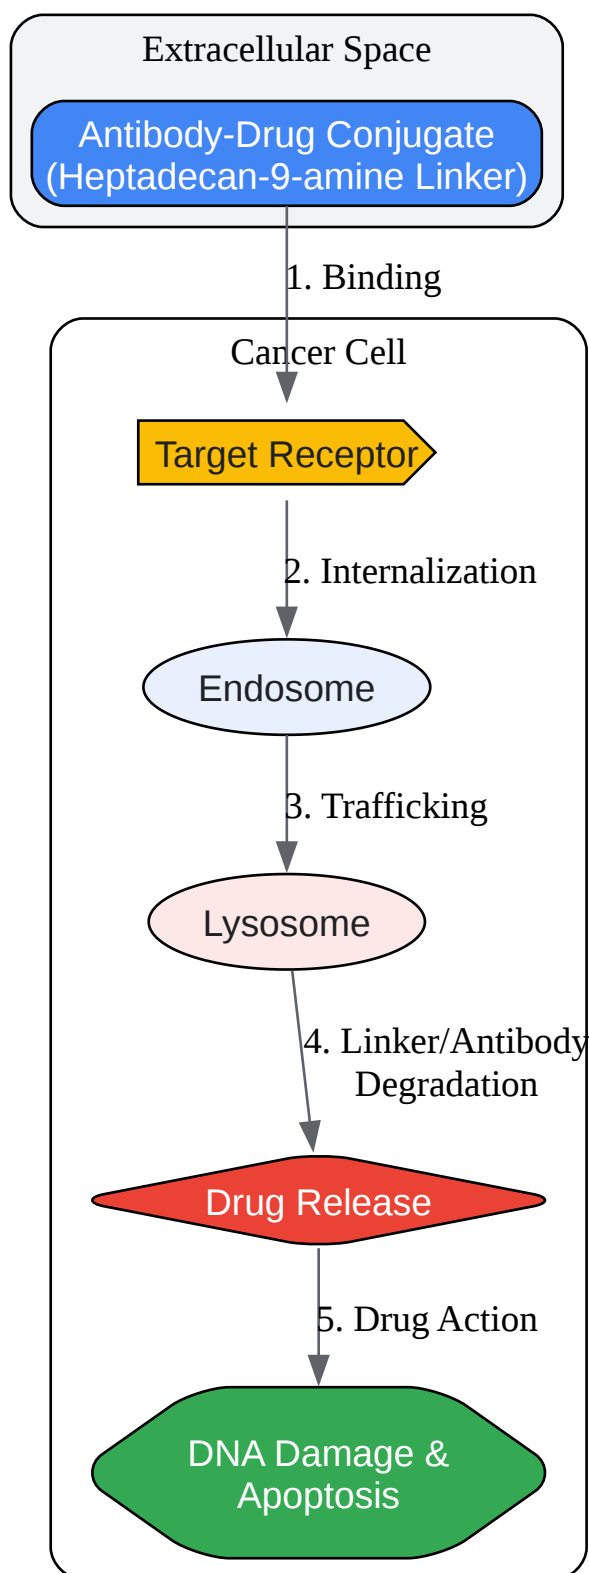 Extracellular Space
Antibody-Drug Conjugate
(Heptadecan-9-amine Linker)
1. Binding
Cancer Cell
Target Receptor
2. Internalization
Endosome
3. Trafficking
Lysosome
4. Linker/Antibody
Degradation
Drug Release
5. Drug Action
DNA Damage &
Apoptosis